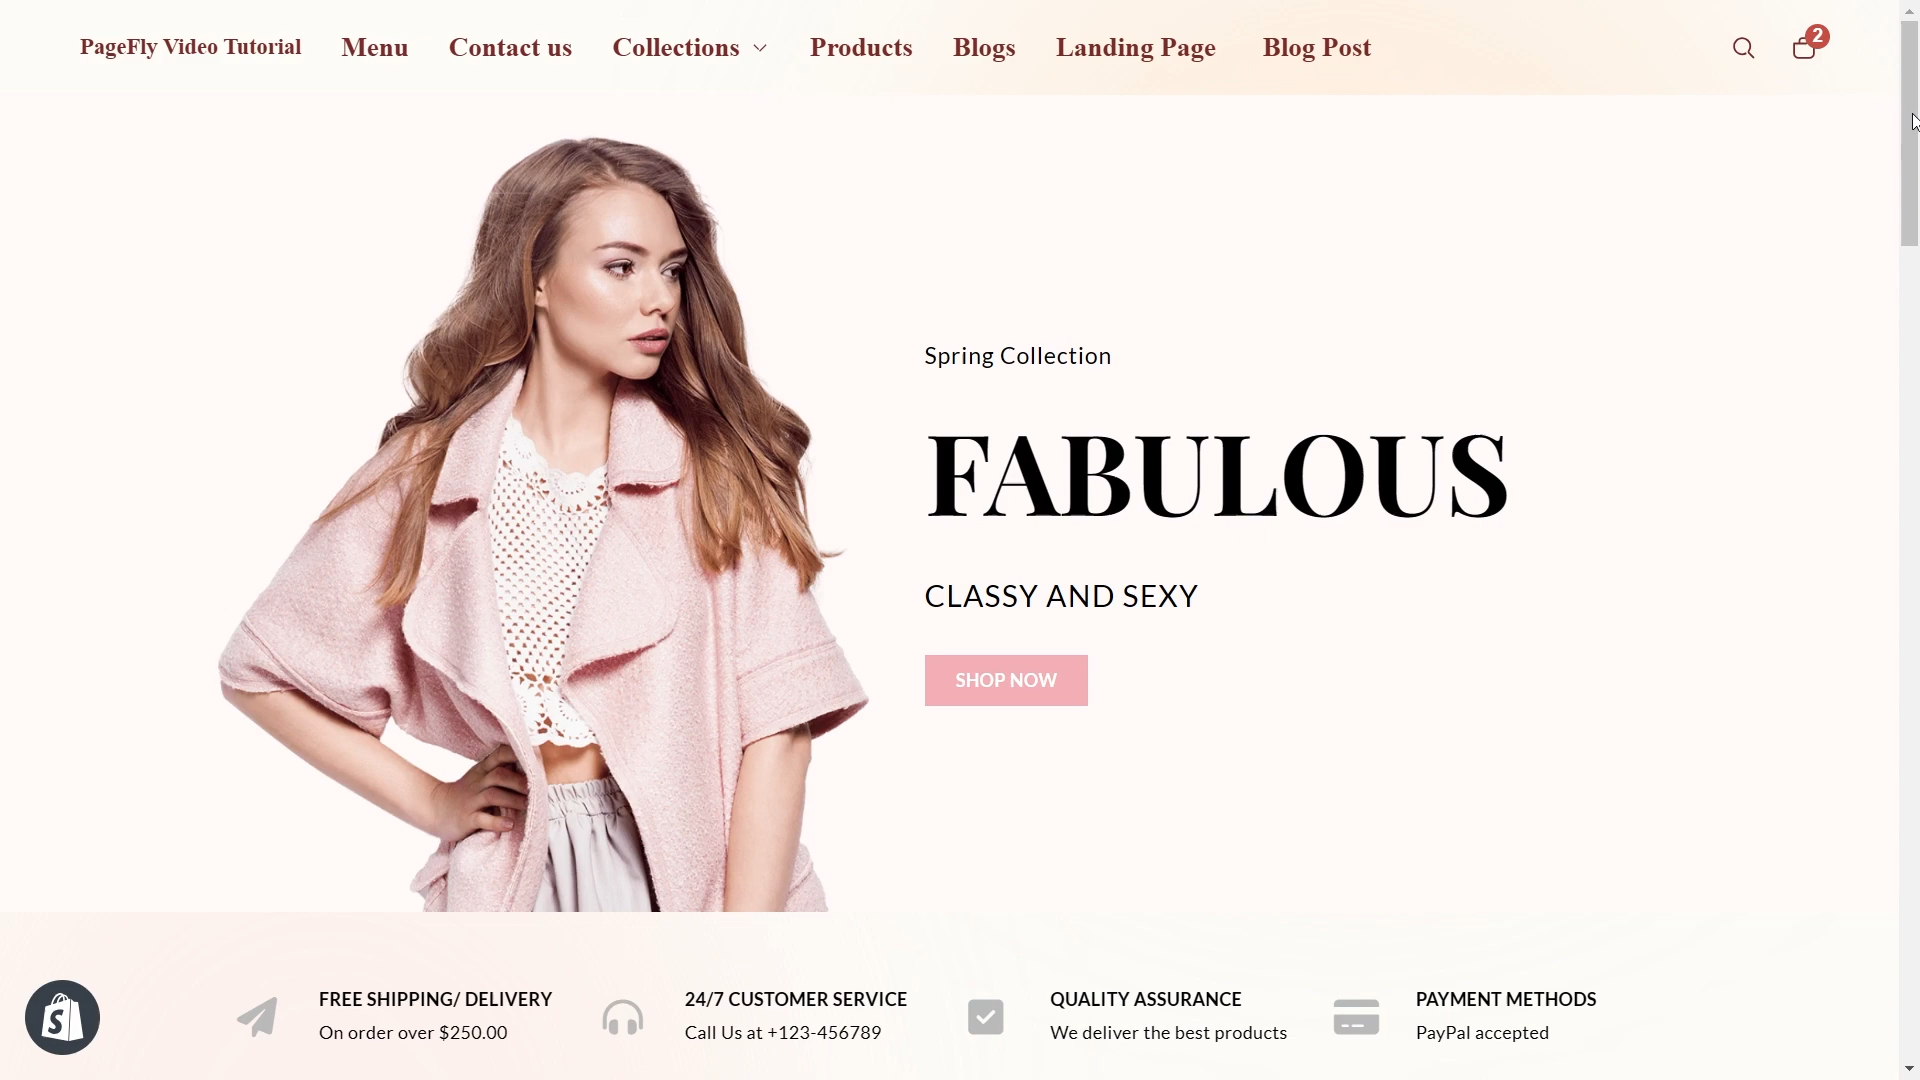 PageFly Video Tutorial Menu Contact us Collections Products Blogs Landing Page Blog Post 2
Spring Collection
FABULOUS
CLASSY AND SEXY
SHOP NOW
FREE SHIPPING/ DELIVERY
On order over $250.00
24/7 CUSTOMER SERVICE
Call Us at +123-456789
QUALITY ASSURANCE
We deliver the best products
PAYMENT METHODS
PayPal accepted